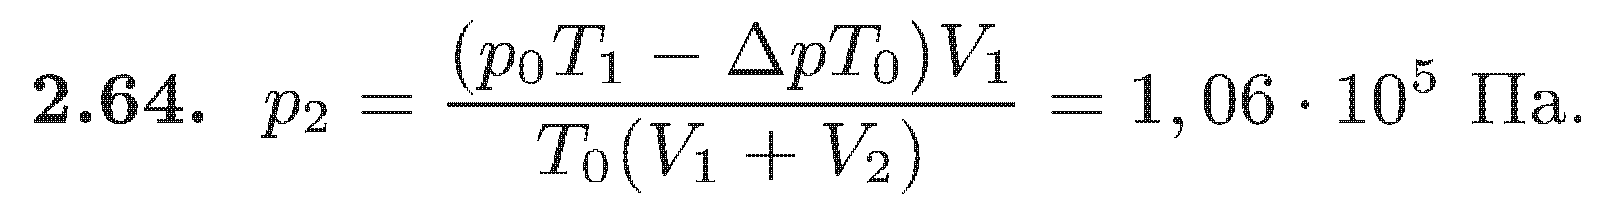 2.64. p₂ = (p₀T₁ − ΔpT₀)V₁ / T₀(V₁ + V₂) = 1,06 · 10⁵ Па.